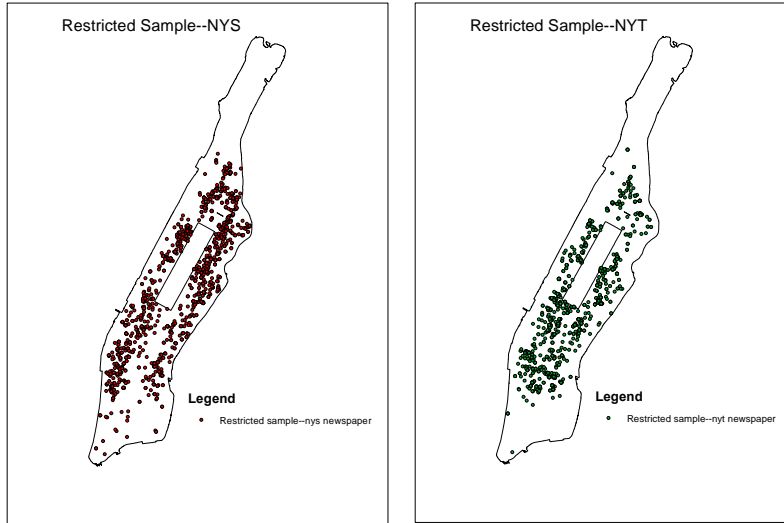 Restricted Sample--NYS
Legend
Restricted sample--nys newspaper
Restricted Sample--NYT
Legend
Restricted sample--nyt newspaper